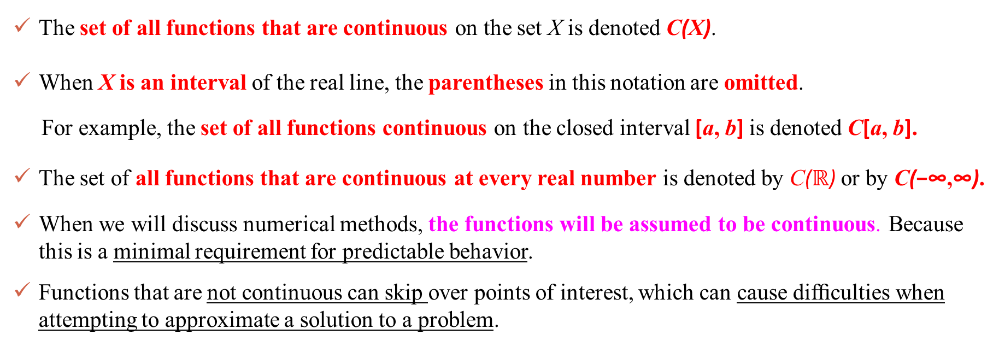 ✓ The set of all functions that are continuous on the set X is denoted C(X).
✓ When X is an interval of the real line, the parentheses in this notation are omitted.
For example, the set of all functions continuous on the closed interval [a, b] is denoted C[a, b].
✓ The set of all functions that are continuous at every real number is denoted by C(ℝ) or by C(−∞,∞).
✓ When we will discuss numerical methods, the functions will be assumed to be continuous. Because
this is a minimal requirement for predictable behavior.
✓ Functions that are not continuous can skip over points of interest, which can cause difficulties when
attempting to approximate a solution to a problem.